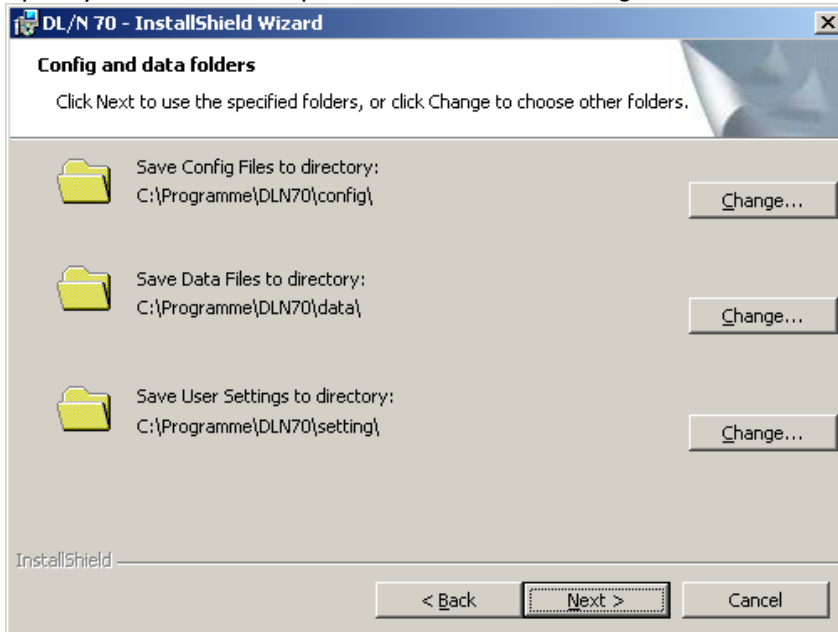 DL/N 70 - InstallShield Wizard
Config and data folders
Click Next to use the specified folders, or click Change to choose other folders.
Save Config Files to directory:
C:\Programme\DLN70\config\
Change...
Save Data Files to directory:
C:\Programme\DLN70\data\
Change...
Save User Settings to directory:
C:\Programme\DLN70\setting\
Change...
InstallShield
< Back Next > Cancel